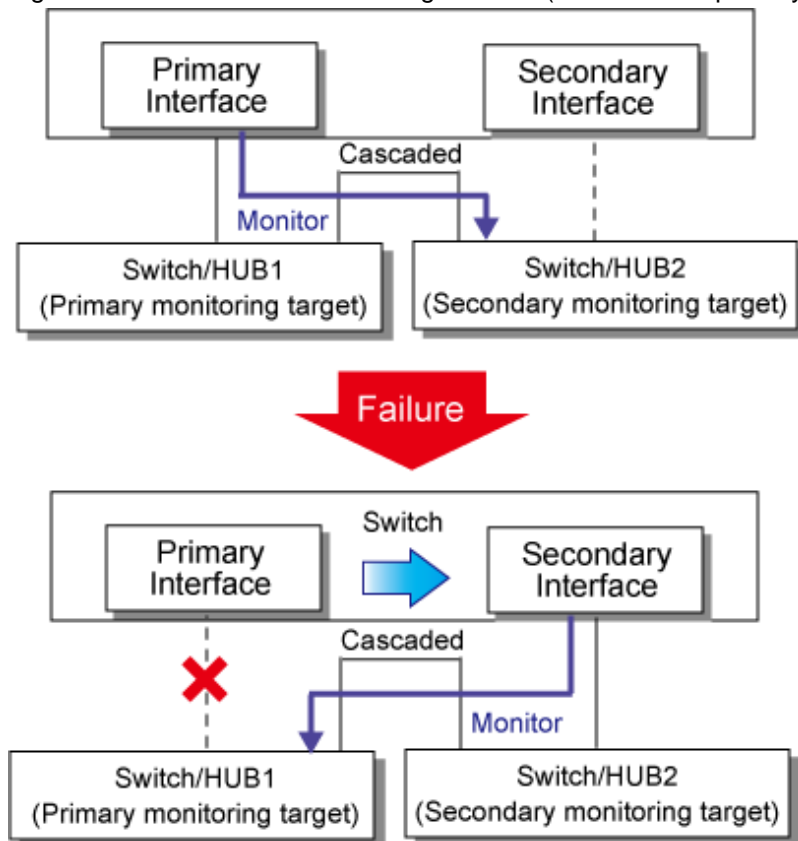 Primary
Interface
Secondary
Interface
Cascaded
Monitor
Switch/HUB1
(Primary monitoring target)
Switch/HUB2
(Secondary monitoring target)
Failure
Primary
Interface
Switch
Secondary
Interface
Cascaded
Monitor
Switch/HUB1
(Primary monitoring target)
Switch/HUB2
(Secondary monitoring target)